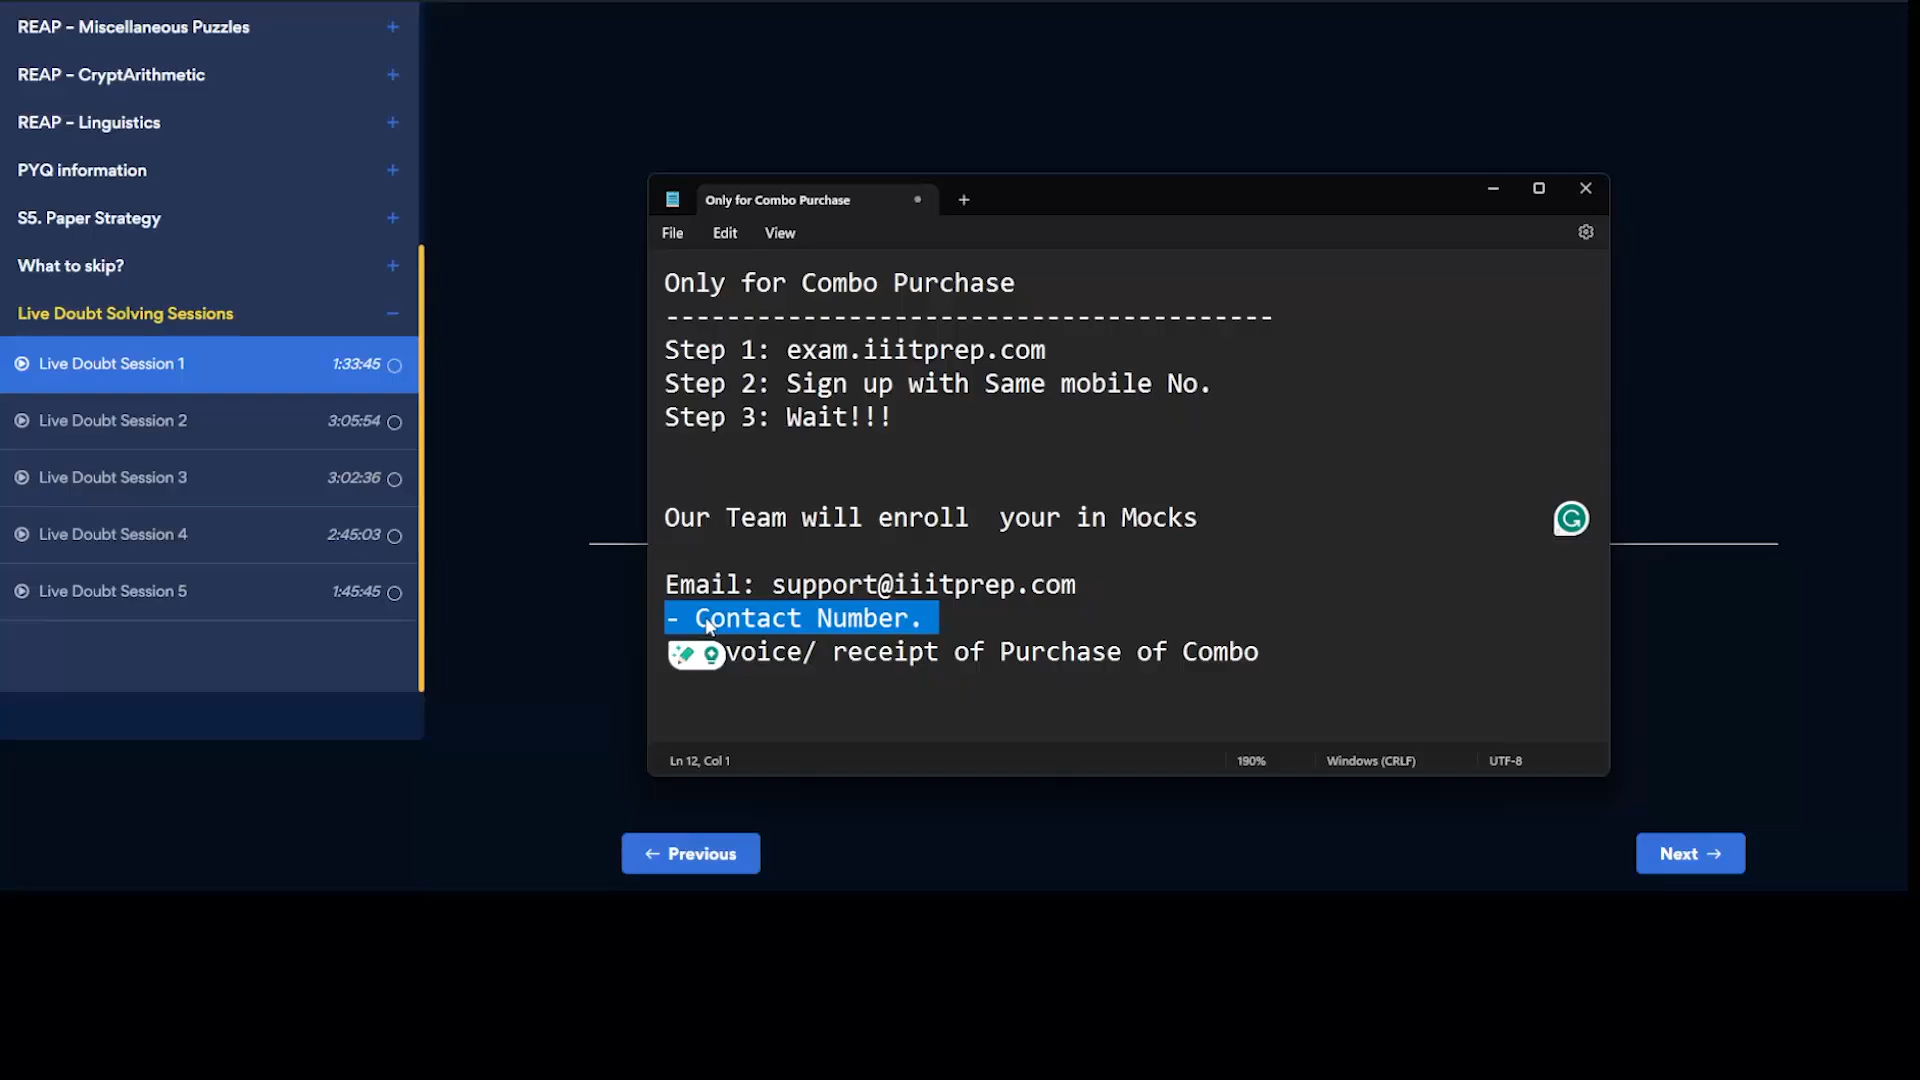 REAP - Miscellaneous Puzzles +
REAP - CryptArithmetic +
REAP - Linguistics +
PYQ information +
S5. Paper Strategy +
What to skip? +
Live Doubt Solving Sessions −
Live Doubt Session 1 1:33:45
Live Doubt Session 2 3:05:54
Live Doubt Session 3 3:02:36
Live Doubt Session 4 2:45:03
Live Doubt Session 5 1:45:45
Only for Combo Purchase
File Edit View
Only for Combo Purchase
----------------------------------------
Step 1: exam.iiitprep.com
Step 2: Sign up with Same mobile No.
Step 3: Wait!!!
Our Team will enroll  your in Mocks
Email: support@iiitprep.com
- Contact Number.
voice/ receipt of Purchase of Combo
Ln 12, Col 1 190% Windows (CRLF) UTF-8
← Previous
Next →